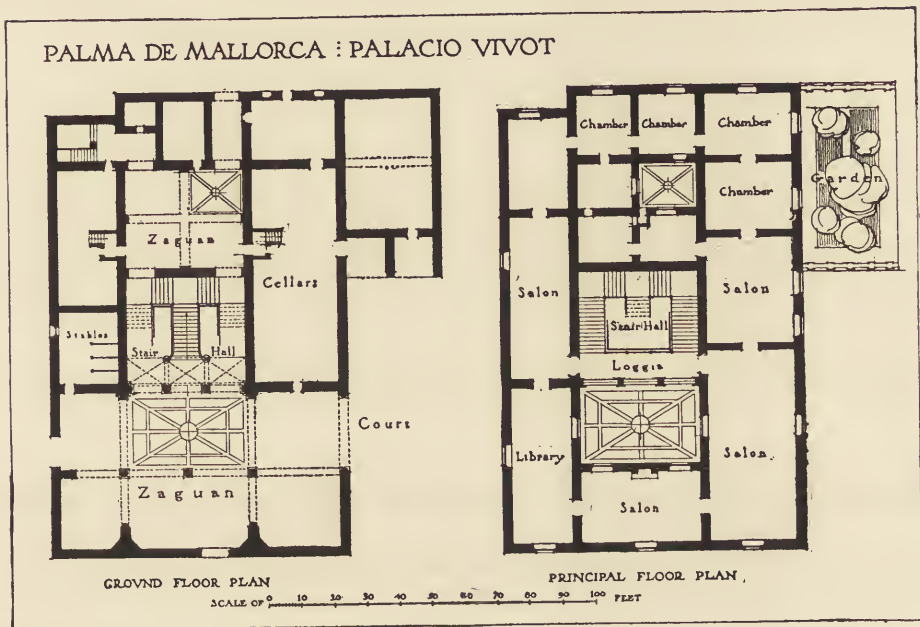 PALMA DE MALLORCA : PALACIO VIVOT
Zaguan
Cellars
Stables
Stair Hall
Court
Zaguan
GROVND FLOOR PLAN
Chamber Chamber Chamber
Garden
Chamber
Salon
Salon
Stair Hall
Loggia
Library
Salon
Salon
PRINCIPAL FLOOR PLAN
SCALE OF 0 10 20 30 40 50 60 70 80 90 100 FEET